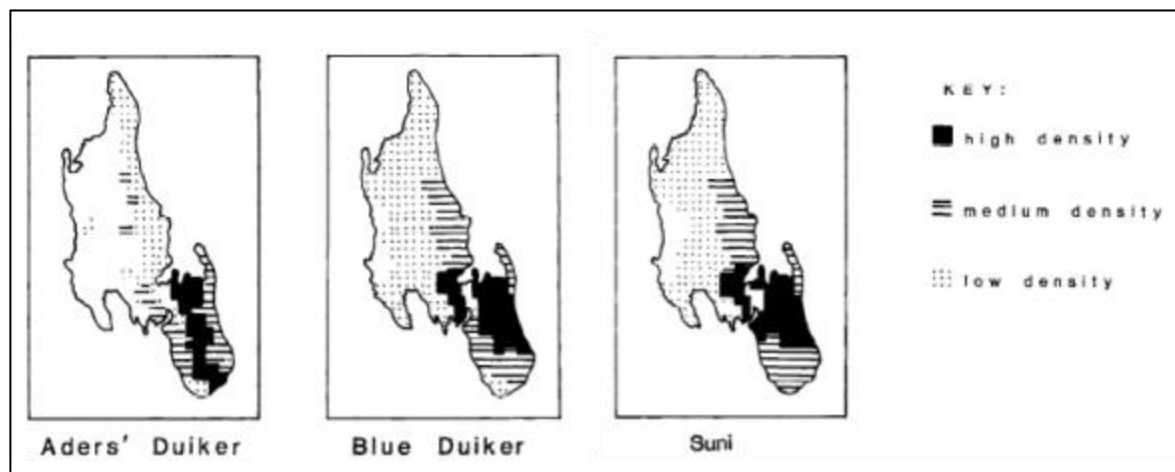 KEY:
high density
medium density
low density
Aders' Duiker
Blue Duiker
Suni